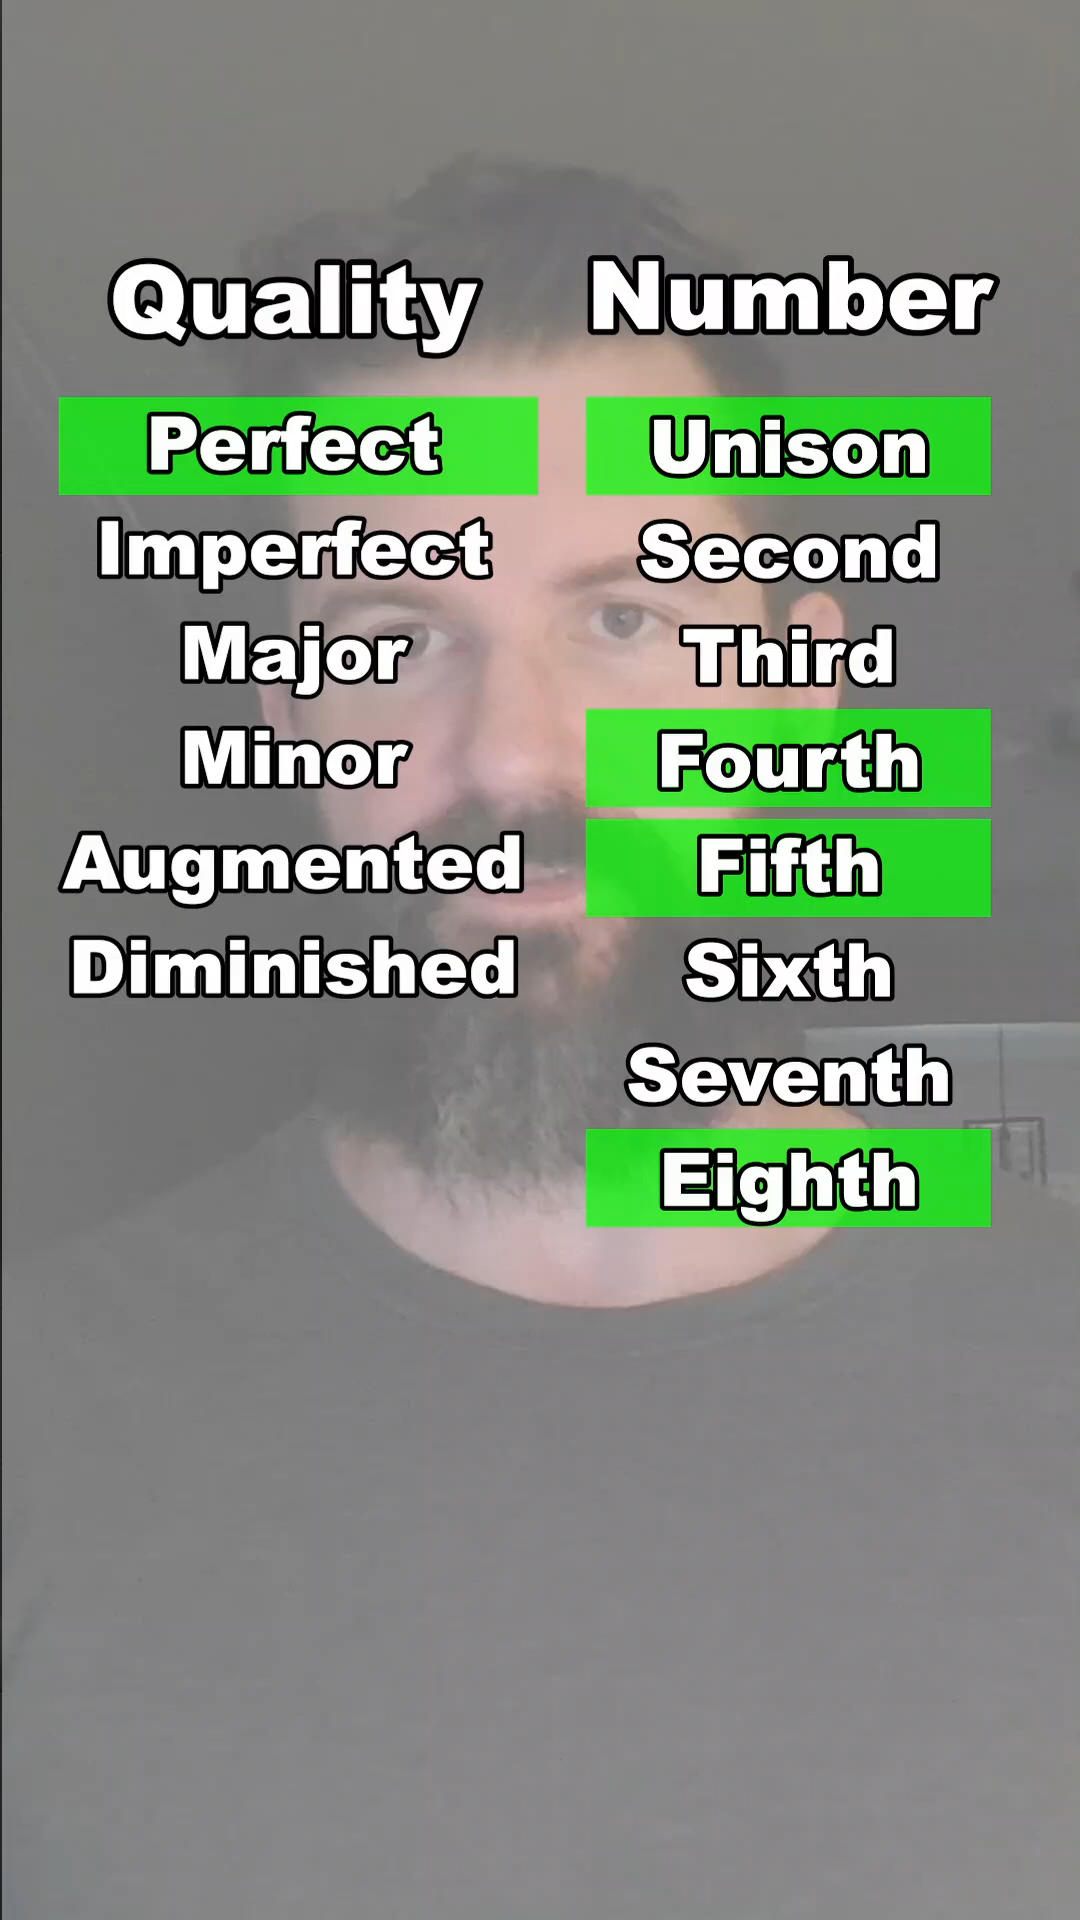 Quality
Perfect
Imperfect
Major
Minor
Augmented
Diminished
Number
Unison
Second
Third
Fourth
Fifth
Sixth
Seventh
Eighth